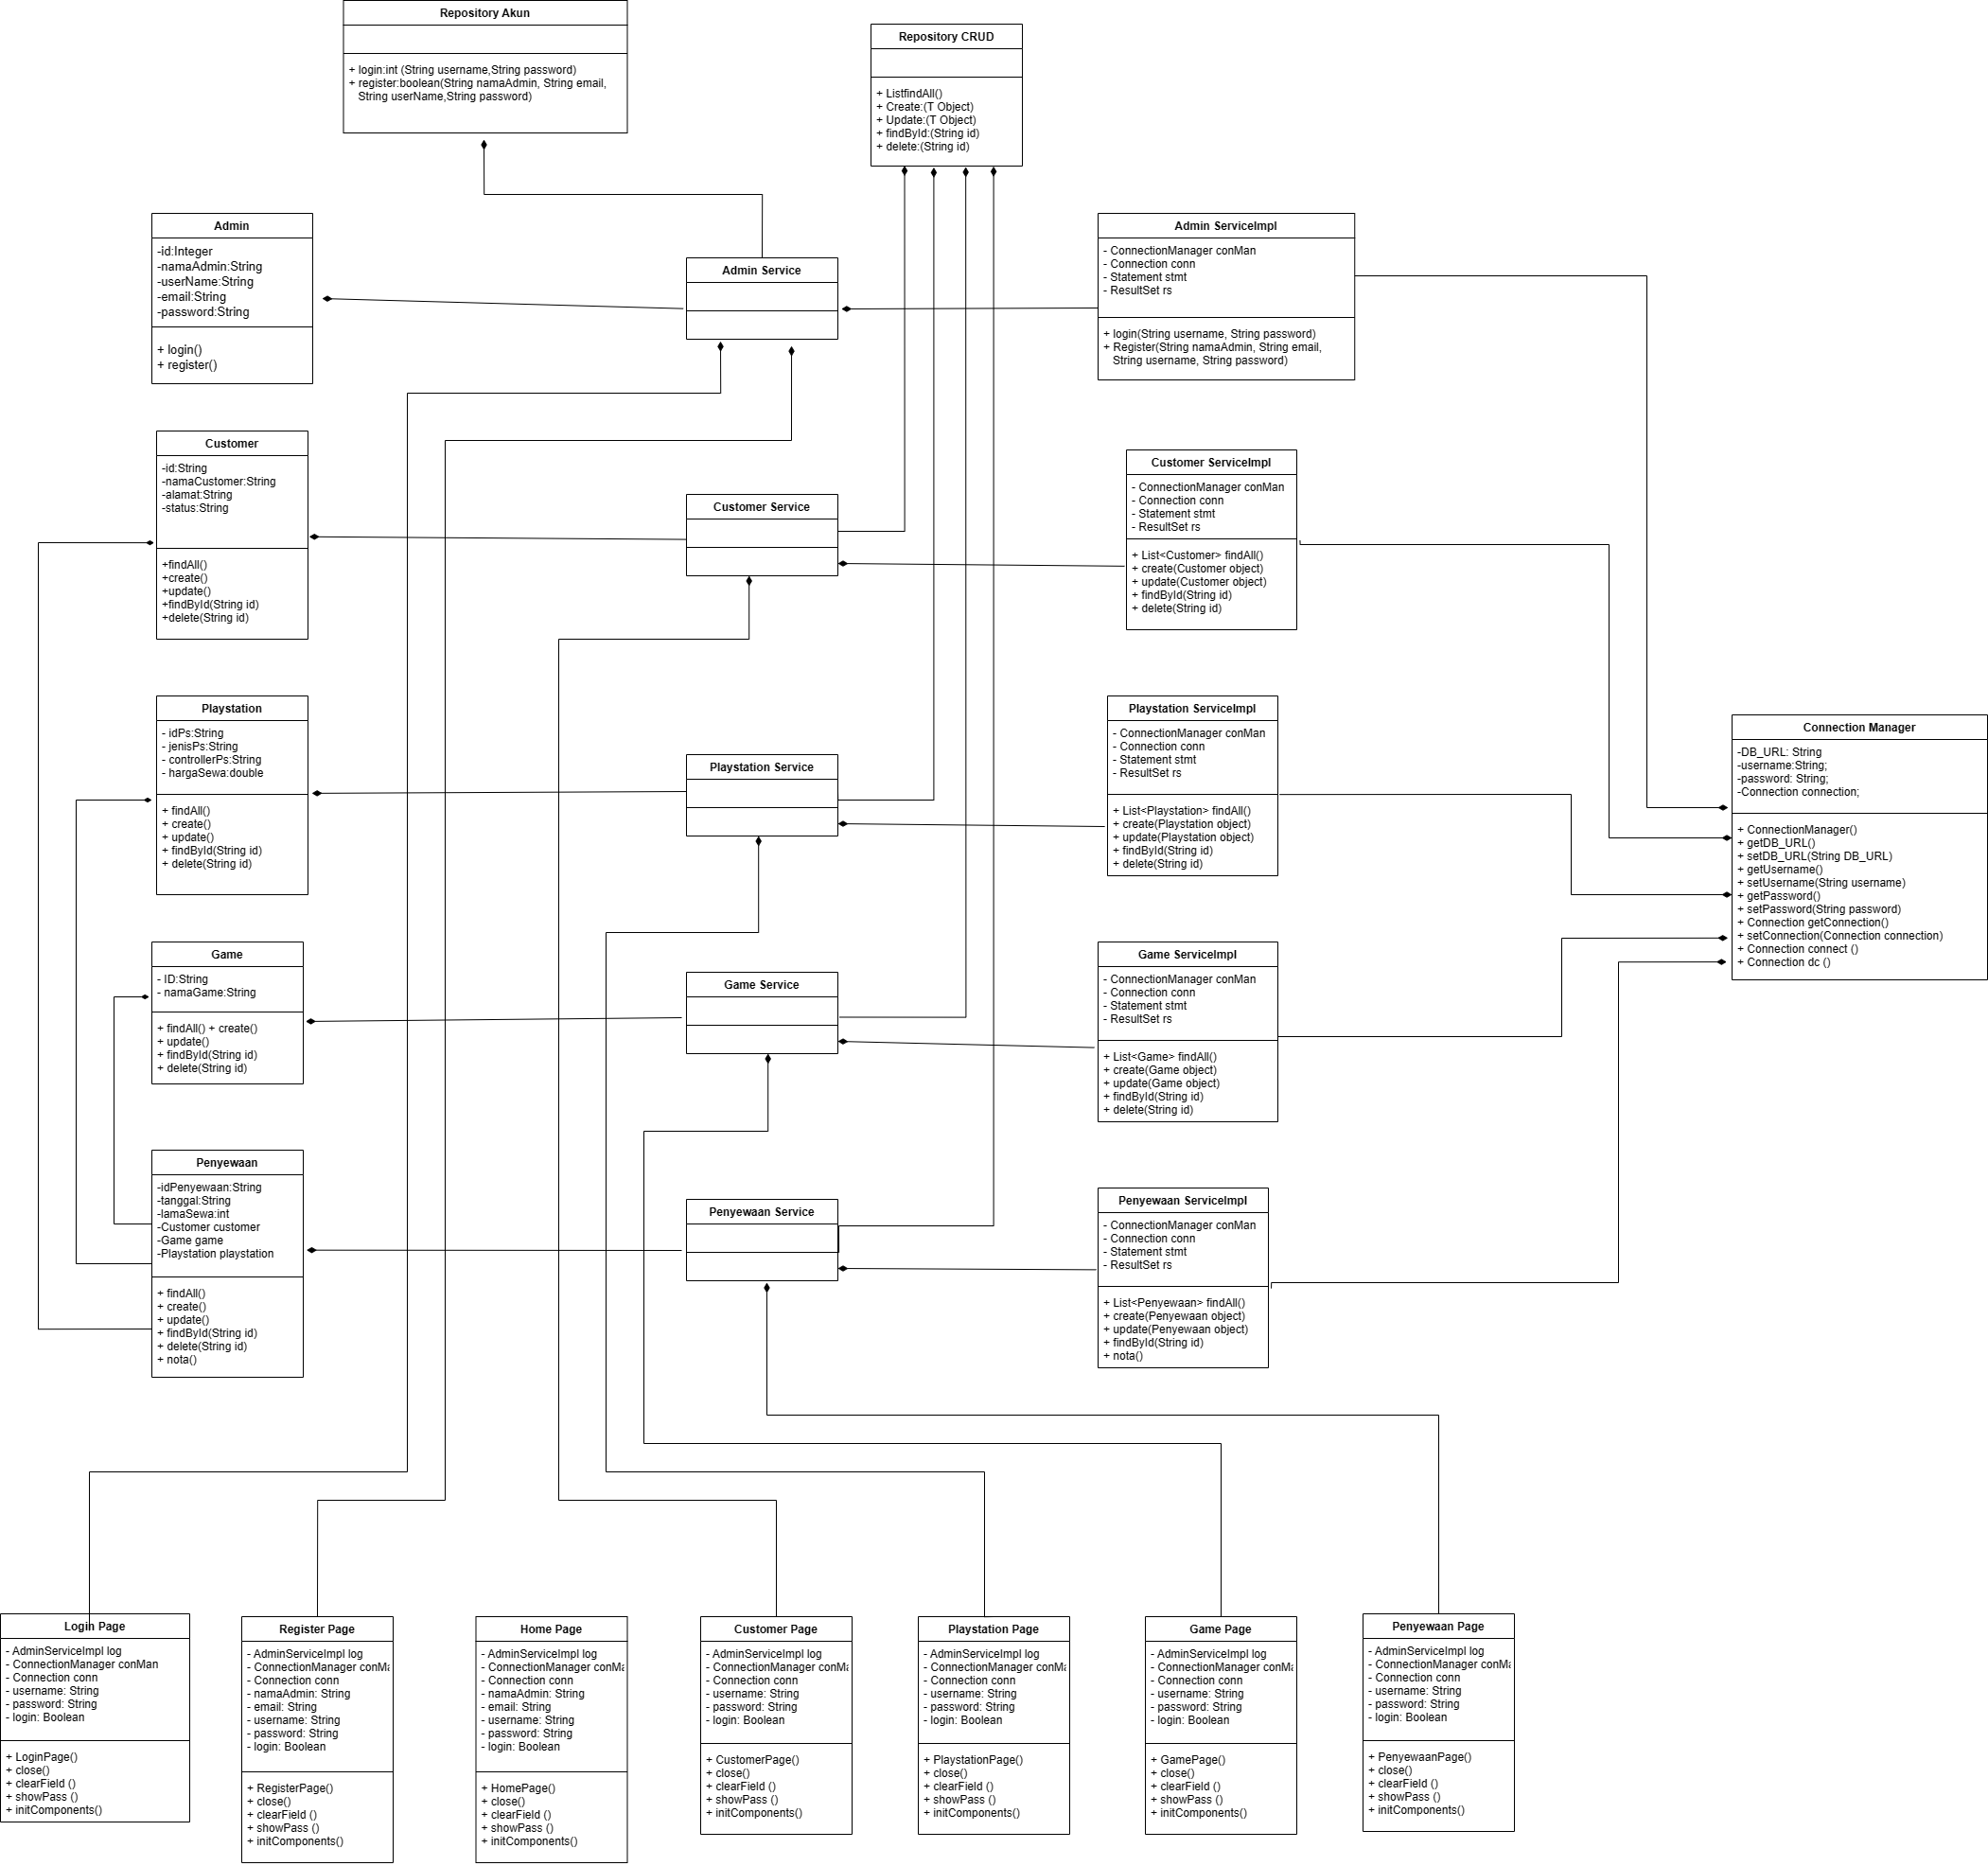 Repository Akun
+ login:int (String username,String password)
+ register:boolean(String namaAdmin, String email,
String userName,String password)
Repository CRUD
+ ListfindAll()
+ Create:(T Object)
+ Update:(T Object)
+ findById:(String id)
+ delete:(String id)
Admin
-id:Integer
-namaAdmin:String
-userName:String
-email:String
-password:String
+ login()
+ register()
Admin Service
Admin ServiceImpl
- ConnectionManager conMan
- Connection conn
- Statement stmt
- ResultSet rs
+ login(String username, String password)
+ Register(String namaAdmin, String email,
String username, String password)
Customer
-id:String
-namaCustomer:String
-alamat:String
-status:String
+findAll()
+create()
+update()
+findById(String id)
+delete(String id)
Customer Service
Customer ServiceImpl
- ConnectionManager conMan
- Connection conn
- Statement stmt
- ResultSet rs
+ List<Customer> findAll()
+ create(Customer object)
+ update(Customer object)
+ findById(String id)
+ delete(String id)
Playstation
- idPs:String
- jenisPs:String
- controllerPs:String
- hargaSewa:double
+ findAll()
+ create()
+ update()
+ findById(String id)
+ delete(String id)
Playstation Service
Playstation ServiceImpl
- ConnectionManager conMan
- Connection conn
- Statement stmt
- ResultSet rs
+ List<Playstation> findAll()
+ create(Playstation object)
+ update(Playstation object)
+ findById(String id)
+ delete(String id)
Connection Manager
-DB_URL: String
-username:String;
-password: String;
-Connection connection;
+ ConnectionManager()
+ getDB_URL()
+ setDB_URL(String DB_URL)
+ getUsername()
+ setUsername(String username)
+ getPassword()
+ setPassword(String password)
+ Connection getConnection()
+ setConnection(Connection connection)
+ Connection connect ()
+ Connection dc ()
Game
- ID:String
- namaGame:String
+ findAll() + create()
+ update()
+ findById(String id)
+ delete(String id)
Game Service
Game ServiceImpl
- ConnectionManager conMan
- Connection conn
- Statement stmt
- ResultSet rs
+ List<Game> findAll()
+ create(Game object)
+ update(Game object)
+ findById(String id)
+ delete(String id)
Penyewaan
-idPenyewaan:String
-tanggal:String
-lamaSewa:int
-Customer customer
-Game game
-Playstation playstation
+ findAll()
+ create()
+ update()
+ findById(String id)
+ delete(String id)
+ nota()
Penyewaan Service
Penyewaan ServiceImpl
- ConnectionManager conMan
- Connection conn
- Statement stmt
- ResultSet rs
+ List<Penyewaan> findAll()
+ create(Penyewaan object)
+ update(Penyewaan object)
+ findById(String id)
+ nota()
Login Page
- AdminServiceImpl log
- ConnectionManager conMan
- Connection conn
- username: String
- password: String
- login: Boolean
+ LoginPage()
+ close()
+ clearField ()
+ showPass ()
+ initComponents()
Register Page
- AdminServiceImpl log
- ConnectionManager conMa
- Connection conn
- namaAdmin: String
- email: String
- username: String
- password: String
- login: Boolean
+ RegisterPage()
+ close()
+ clearField ()
+ showPass ()
+ initComponents()
Home Page
- AdminServiceImpl log
- ConnectionManager conMa
- Connection conn
- namaAdmin: String
- email: String
- username: String
- password: String
- login: Boolean
+ HomePage()
+ close()
+ clearField ()
+ showPass ()
+ initComponents()
Customer Page
- AdminServiceImpl log
- ConnectionManager conMa
- Connection conn
- username: String
- password: String
- login: Boolean
+ CustomerPage()
+ close()
+ clearField ()
+ showPass ()
+ initComponents()
Playstation Page
- AdminServiceImpl log
- ConnectionManager conMa
- Connection conn
- username: String
- password: String
- login: Boolean
+ PlaystationPage()
+ close()
+ clearField ()
+ showPass ()
+ initComponents()
Game Page
- AdminServiceImpl log
- ConnectionManager conMa
- Connection conn
- username: String
- password: String
- login: Boolean
+ GamePage()
+ close()
+ clearField ()
+ showPass ()
+ initComponents()
Penyewaan Page
- AdminServiceImpl log
- ConnectionManager conMa
- Connection conn
- username: String
- password: String
- login: Boolean
+ PenyewaanPage()
+ close()
+ clearField ()
+ showPass ()
+ initComponents()